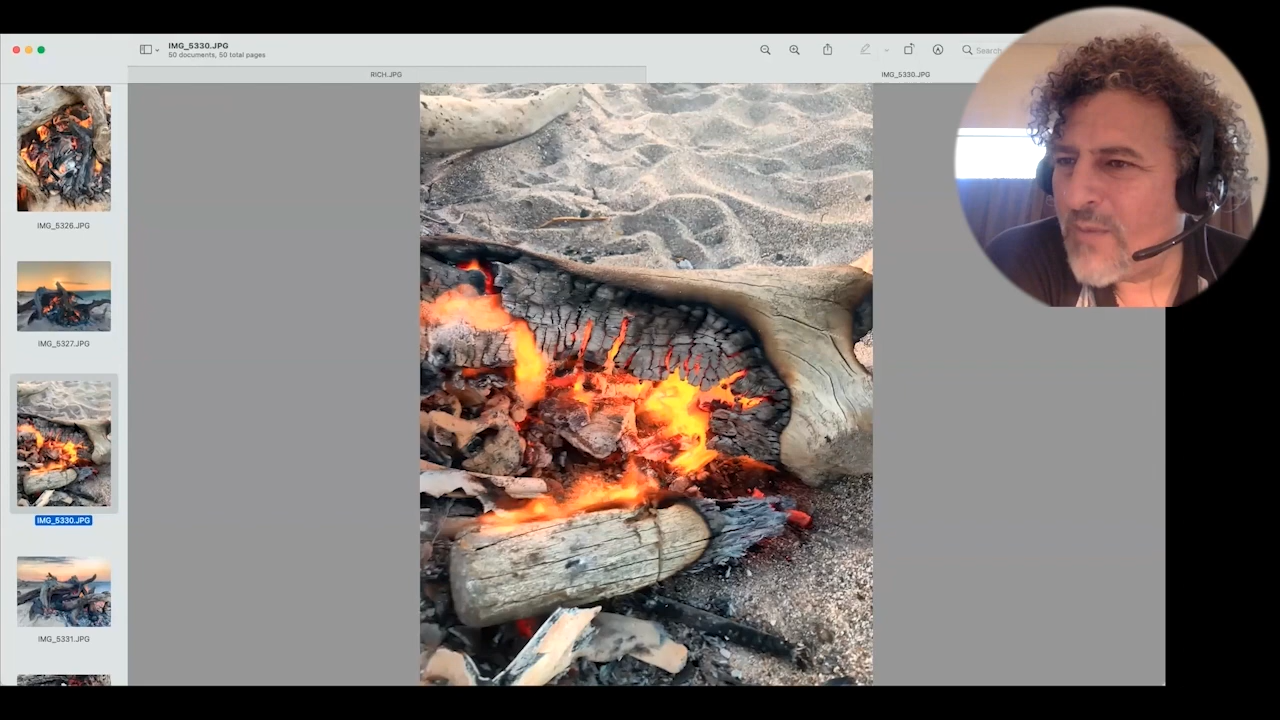 IMG_5330.JPG
50 documents, 50 total pages
Search
RICH.JPG
IMG_5330.JPG
IMG_5326.JPG
IMG_5327.JPG
IMG_5330.JPG
IMG_5331.JPG